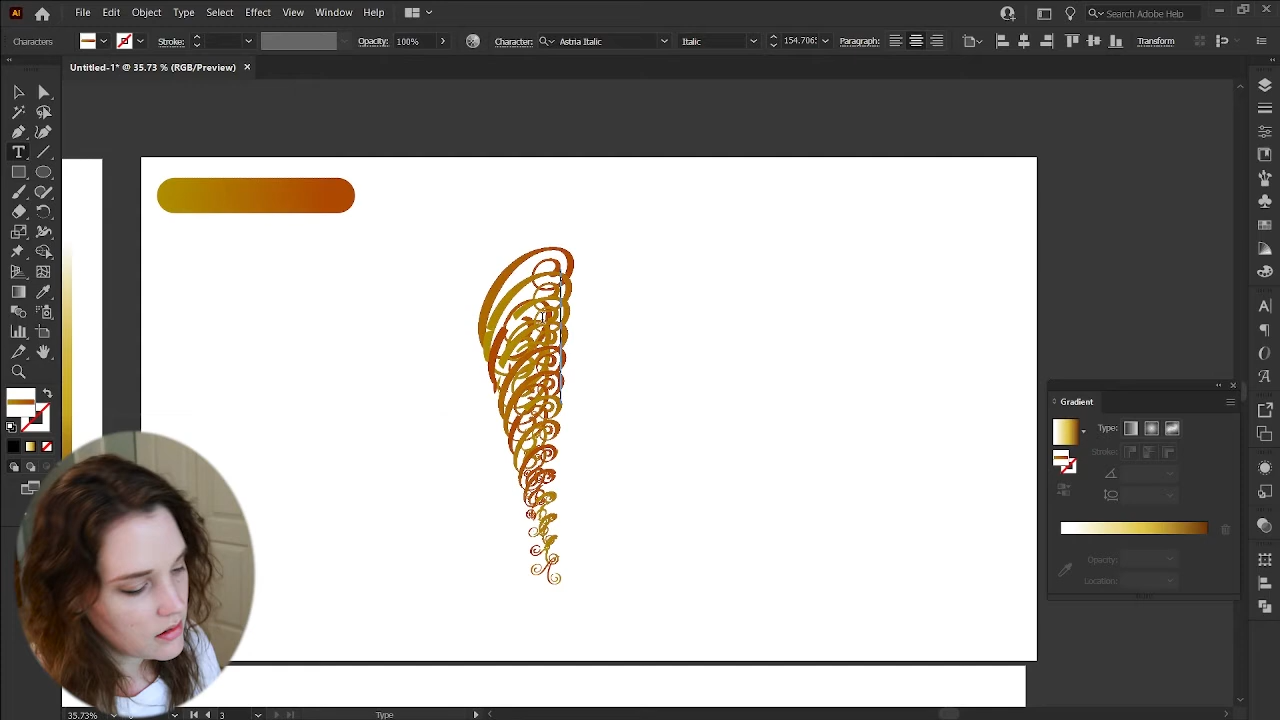 Ai File Edit Object Type Select Effect View Window Help Search Adobe Help
Characters Stroke: Opacity: 100% Character: Astria Italic Italic 154.706 Paragraph: Transform
Untitled-1* @ 35.73 % (RGB/Preview)
Gradient
Type:
Stroke:
Opacity:
Location:
35.73% 3 Type